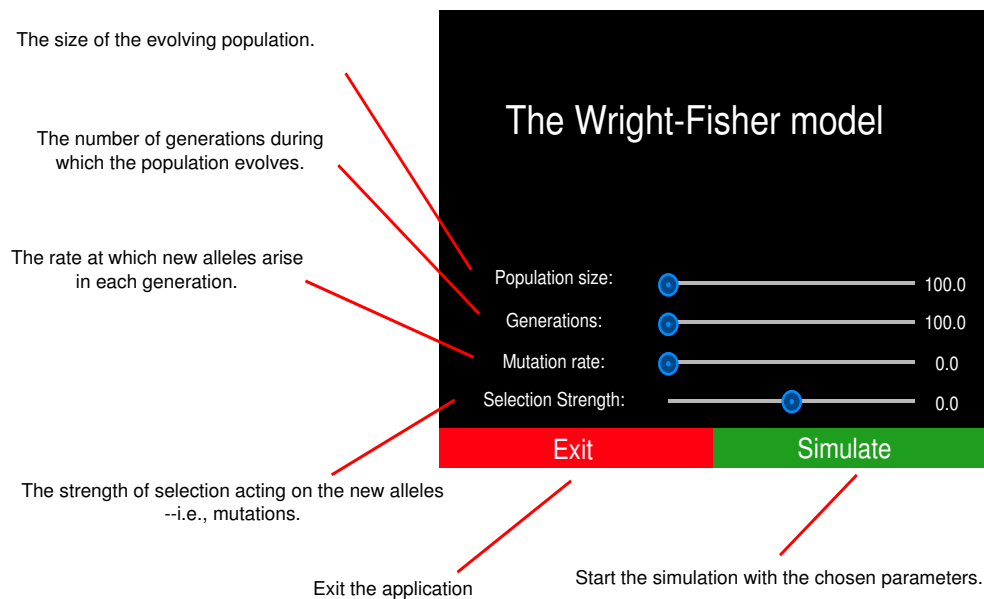 The size of the evolving population.
The number of generations during
which the population evolves.
The rate at which new alleles arise
in each generation.
The strength of selection acting on the new alleles
--i.e., mutations.
The Wright-Fisher model
Population size: 100.0
Generations: 100.0
Mutation rate: 0.0
Selection Strength: 0.0
Exit Simulate
Exit the application
Start the simulation with the chosen parameters.